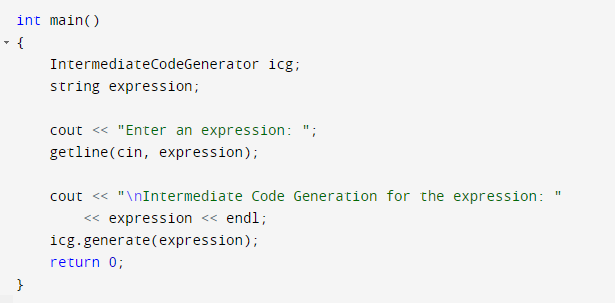 int main()
{
    IntermediateCodeGenerator icg;
    string expression;

    cout << "Enter an expression: ";
    getline(cin, expression);

    cout << "\nIntermediate Code Generation for the expression: "
        << expression << endl;
    icg.generate(expression);
    return 0;
}